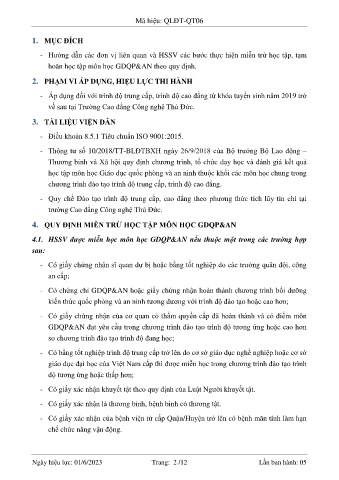 Mã hiệu: QLĐT-QT06
1. MỤC ĐÍCH
- Hướng dẫn các đơn vị liên quan và HSSV các bước thực hiện miễn trừ học tập, tạm
hoãn học tập môn học GDQP&AN theo quy định.
2. PHẠM VI ÁP DỤNG, HIỆU LỰC THI HÀNH
- Áp dụng đối với trình độ trung cấp, trình độ cao đẳng từ khóa tuyển sinh năm 2019 trở
về sau tại Trường Cao đẳng Công nghệ Thủ Đức.
3. TÀI LIỆU VIỆN DẪN
- Điều khoản 8.5.1 Tiêu chuẩn ISO 9001:2015.
- Thông tư số 10/2018/TT-BLĐTBXH ngày 26/9/2018 của Bộ trưởng Bộ Lao động –
Thương binh và Xã hội quy định chương trình, tổ chức dạy học và đánh giá kết quả
học tập môn học Giáo dục quốc phòng và an ninh thuộc khối các môn học chung trong
chương trình đào tạo trình độ trung cấp, trình độ cao đẳng.
- Quy chế Đào tạo trình độ trung cấp, cao đẳng theo phương thức tích lũy tín chỉ tại
trường Cao đẳng Công nghệ Thủ Đức.
4. QUY ĐỊNH MIỄN TRỪ HỌC TẬP MÔN HỌC GDQP&AN
4.1. HSSV được miễn học môn học GDQP&AN nếu thuộc một trong các trường hợp
sau:
- Có giấy chứng nhận sĩ quan dự bị hoặc bằng tốt nghiệp do các trường quân đội, công
an cấp;
- Có chứng chỉ GDQP&AN hoặc giấy chứng nhận hoàn thành chương trình bồi dưỡng
kiến thức quốc phòng và an ninh tương đương với trình độ đào tạo hoặc cao hơn;
- Có giấy chứng nhận của cơ quan có thẩm quyền cấp đã hoàn thành và có điểm môn
GDQP&AN đạt yêu cầu trong chương trình đào tạo trình độ tương ứng hoặc cao hơn
so chương trình đào tạo trình độ đang học;
- Có bằng tốt nghiệp trình độ trung cấp trở lên do cơ sở giáo dục nghề nghiệp hoặc cơ sở
giáo dục đại học của Việt Nam cấp thì được miễn học trong chương trình đào tạo trình
độ tương ứng hoặc thấp hơn;
- Có giấy xác nhận khuyết tật theo quy định của Luật Người khuyết tật.
- Có giấy xác nhận là thương binh, bệnh binh có thương tật.
- Có giấy xác nhận của bệnh viện từ cấp Quận/Huyện trở lên có bệnh mãn tính làm hạn
chế chức năng vận động.
Ngày hiệu lực: 01/6/2023 Trang: 2 /12 Lần ban hành: 05